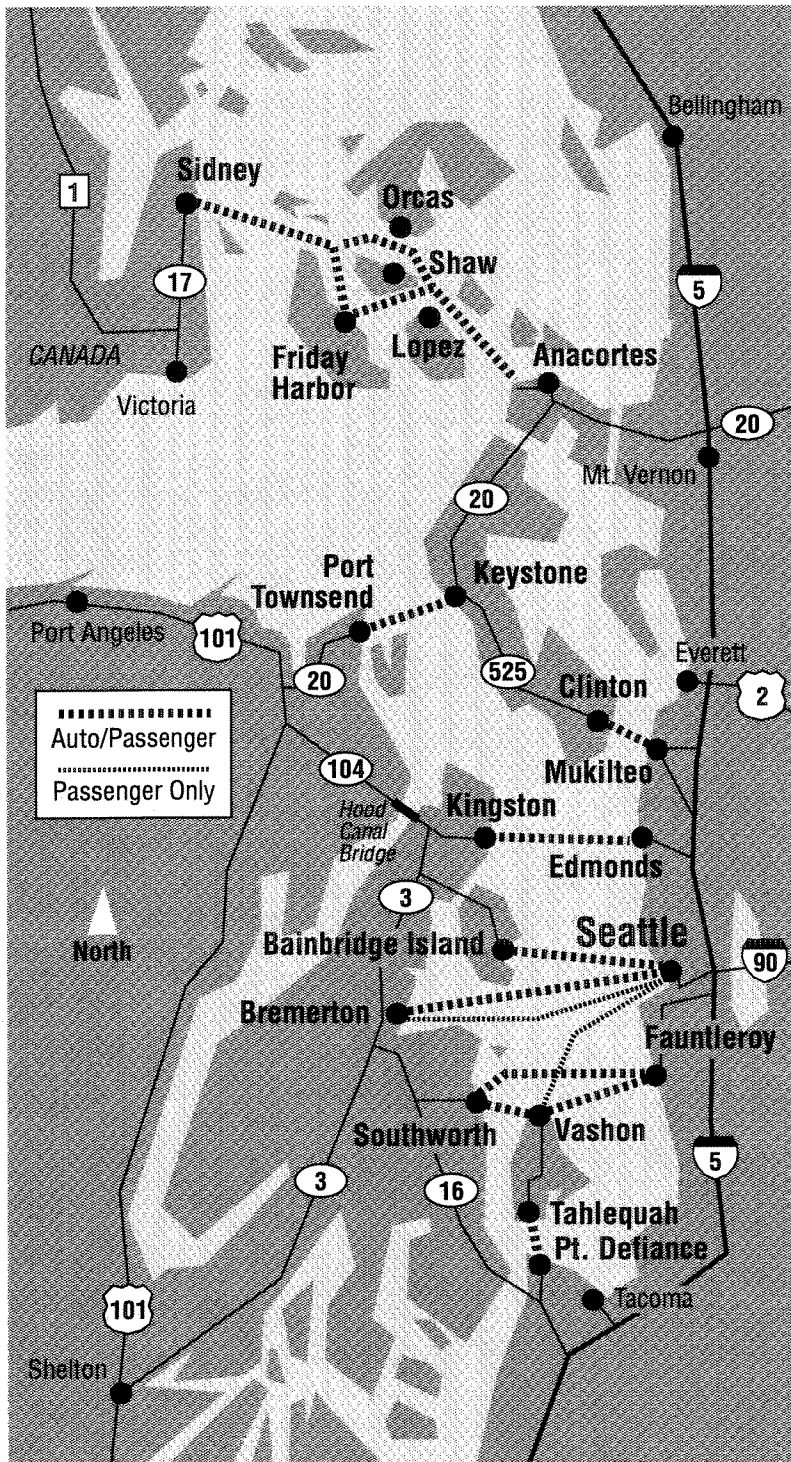 Bellingham
Sidney
1
Orcas
Shaw
17
5
CANADA
Friday
Harbor
Lopez
Anacortes
Victoria
20
Mt. Vernon
20
Port
Townsend
Keystone
Port Angeles
101
20
525
Everett
2
Clinton
Auto/Passenger
Passenger Only
104
Mukilteo
Hood
Canal
Bridge
Kingston
Edmonds
3
North
Bainbridge Island
Seattle
90
Bremerton
Fauntleroy
Southworth
Vashon
5
3
16
Tahlequah
Pt. Defiance
101
Tacoma
Shelton